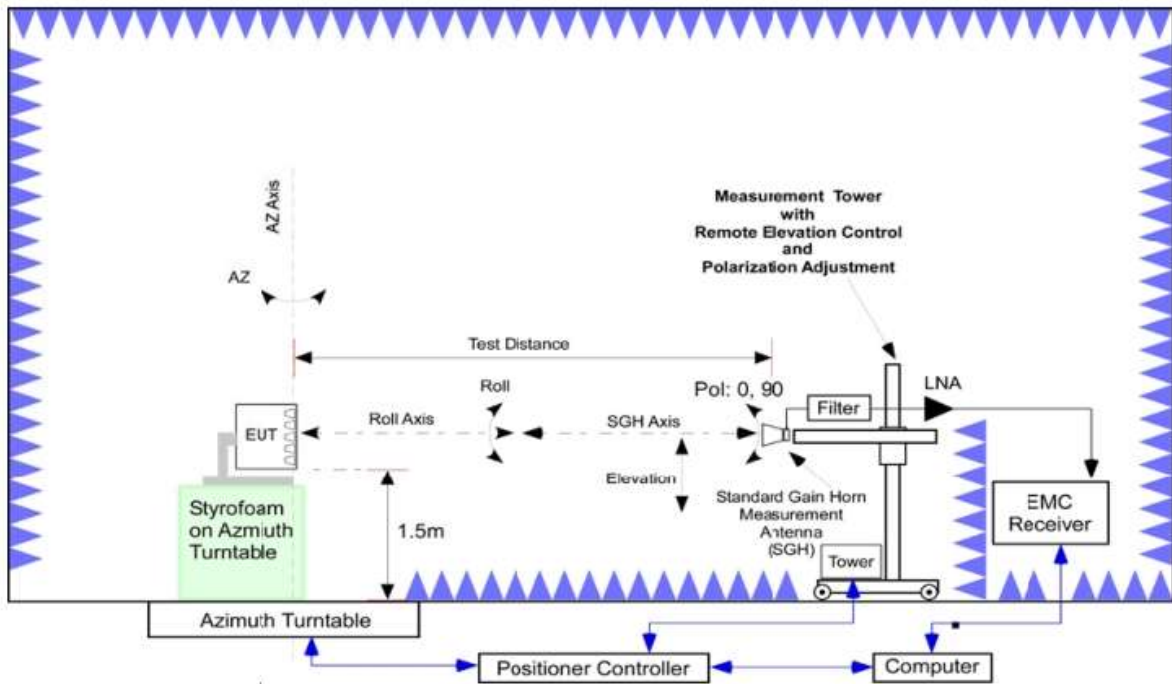 AZ Axis
AZ
Measurement Tower
with
Remote Elevation Control
and
Polarization Adjustment
Test Distance
Roll
Pol: 0, 90
Filter
LNA
EUT
Roll Axis
SGH Axis
Elevation
Standard Gain Horn
Measurement
Antenna
(SGH)
EMC
Receiver
Styrofoam
on Azmiuth
Turntable
1.5m
Tower
Azimuth Turntable
Positioner Controller
Computer